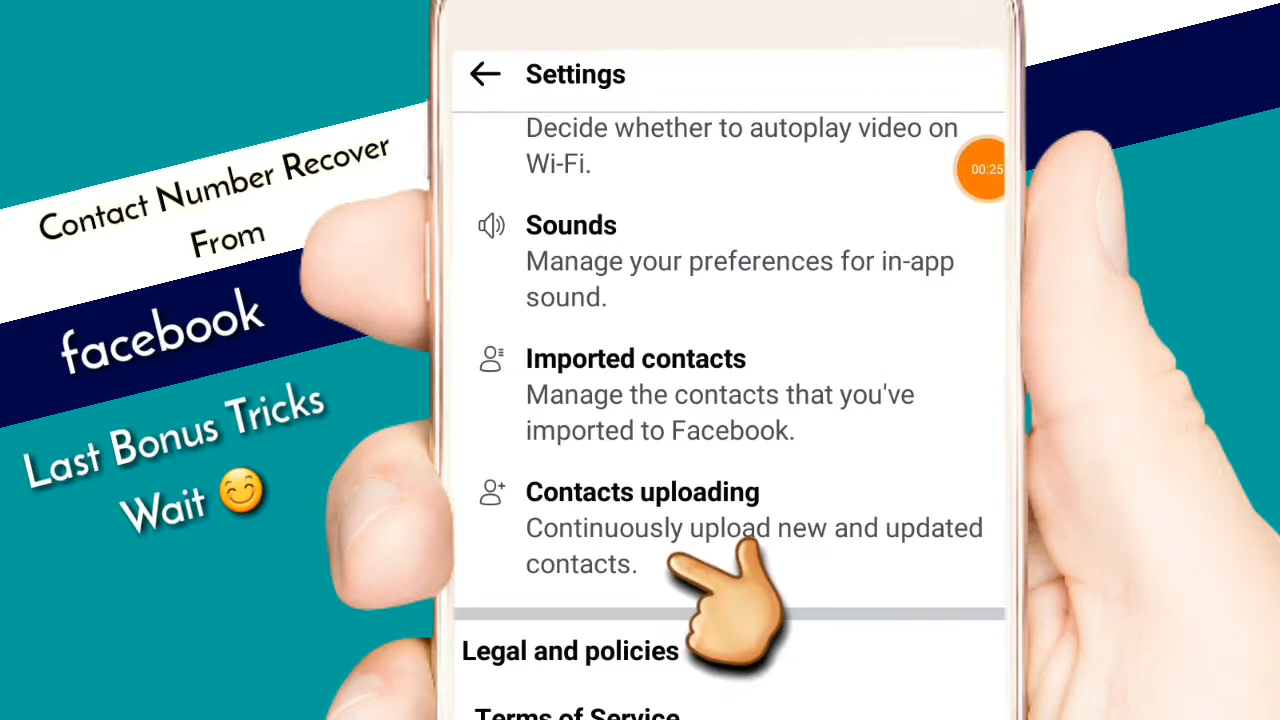 Contact Number Recover
From
facebook
Last Bonus Tricks
Wait 😊
Settings
Decide whether to autoplay video on
Wi-Fi.
00:25
Sounds
Manage your preferences for in-app
sound.
Imported contacts
Manage the contacts that you've
imported to Facebook.
Contacts uploading
Continuously upload new and updated
contacts.
Legal and policies
Terms of Service